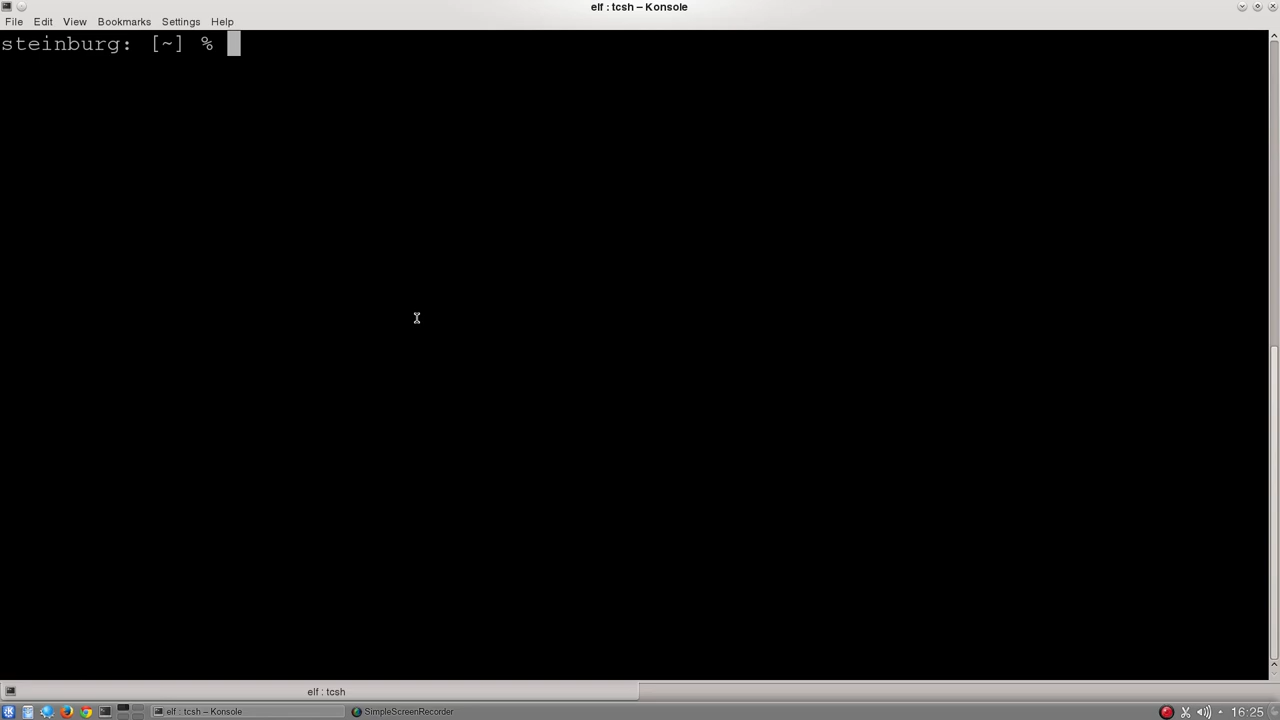 elf : tcsh – Konsole
File Edit View Bookmarks Settings Help
steinburg: [~] %
elf : tcsh
elf : tcsh – Konsole SimpleScreenRecorder 16:25